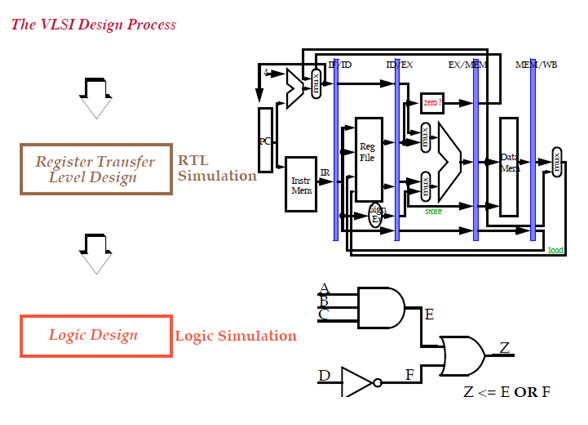 The VLSI Design Process
IF/ID
ID/EX
EX/MEM
MEM/WB
4
mux
zero?
PC
Register Transfer
Level Design
RTL
Simulation
Instr
Mem
IR
Reg
File
mux
mux
Data
Mem
mux
Sign
Ex
store
load
A
B
C
E
Logic Design
Logic Simulation
Z
D
F
Z <= E OR F